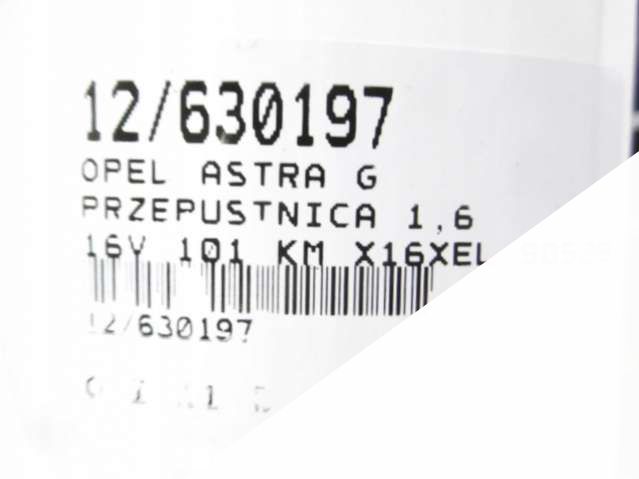 12/630197
OPEL ASTRA G
PRZEPUSTNICA 1,6
16V 101 KM X16XEL
12/630197